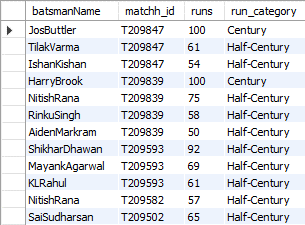 batsmanName matchh_id runs run_category
JosButtler T209847 100 Century
TilakVarma T209847 61 Half-Century
IshanKishan T209847 54 Half-Century
HarryBrook T209839 100 Century
NitishRana T209839 75 Half-Century
RinkuSingh T209839 58 Half-Century
AidenMarkram T209839 50 Half-Century
ShikharDhawan T209593 92 Half-Century
MayankAgarwal T209593 69 Half-Century
KLRahul T209593 61 Half-Century
NitishRana T209582 57 Half-Century
SaiSudharsan T209502 65 Half-Century